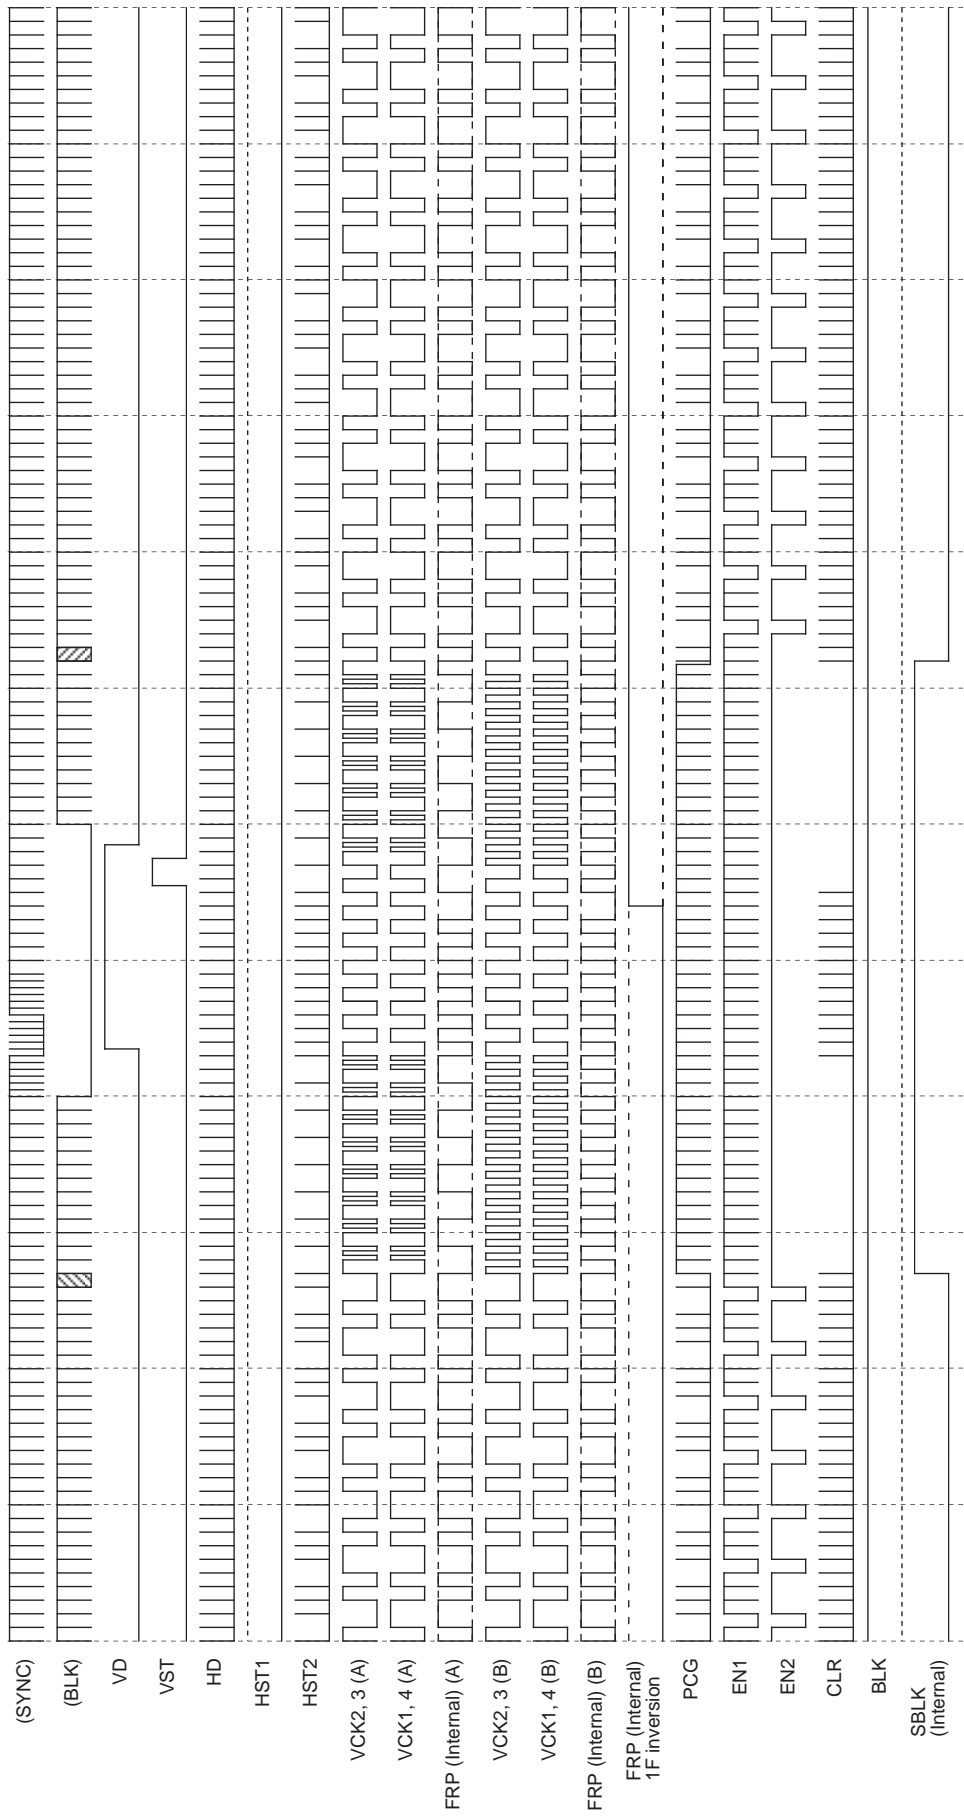 (SYNC)
(BLK)
VD
VST
HD
HST1
HST2
VCK2, 3 (A)
VCK1, 4 (A)
FRP (Internal) (A)
VCK2, 3 (B)
VCK1, 4 (B)
FRP (Internal) (B)
FRP (Internal)
1F inversion
PCG
EN1
EN2
CLR
BLK
SBLK
(Internal)